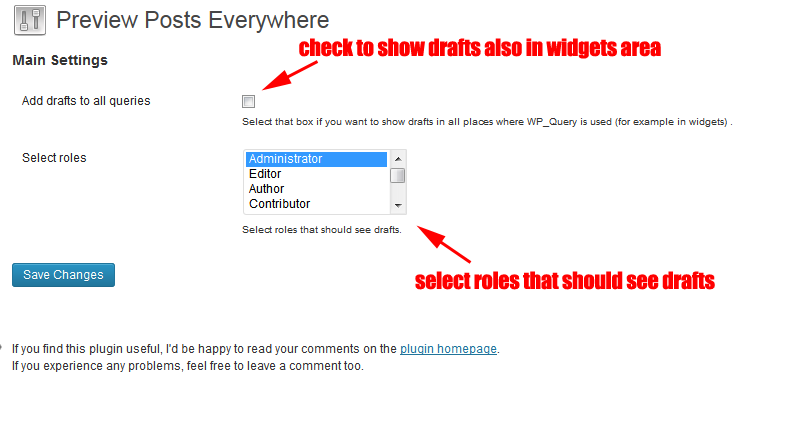 Preview Posts Everywhere
check to show drafts also in widgets area
Main Settings
Add drafts to all queries
Select that box if you want to show drafts in all places where WP_Query is used (for example in widgets) .
Select roles
Administrator
Editor
Author
Contributor
Select roles that should see drafts.
select roles that should see drafts
Save Changes
If you find this plugin useful, I'd be happy to read your comments on the plugin homepage.
If you experience any problems, feel free to leave a comment too.